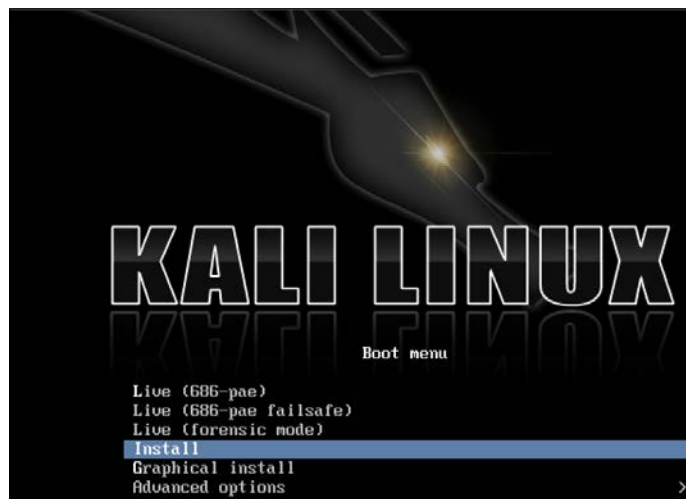 KALI LINUX
Boot menu
Live (686-pae)
Live (686-pae failsafe)
Live (forensic mode)
Install
Graphical install
Advanced options >